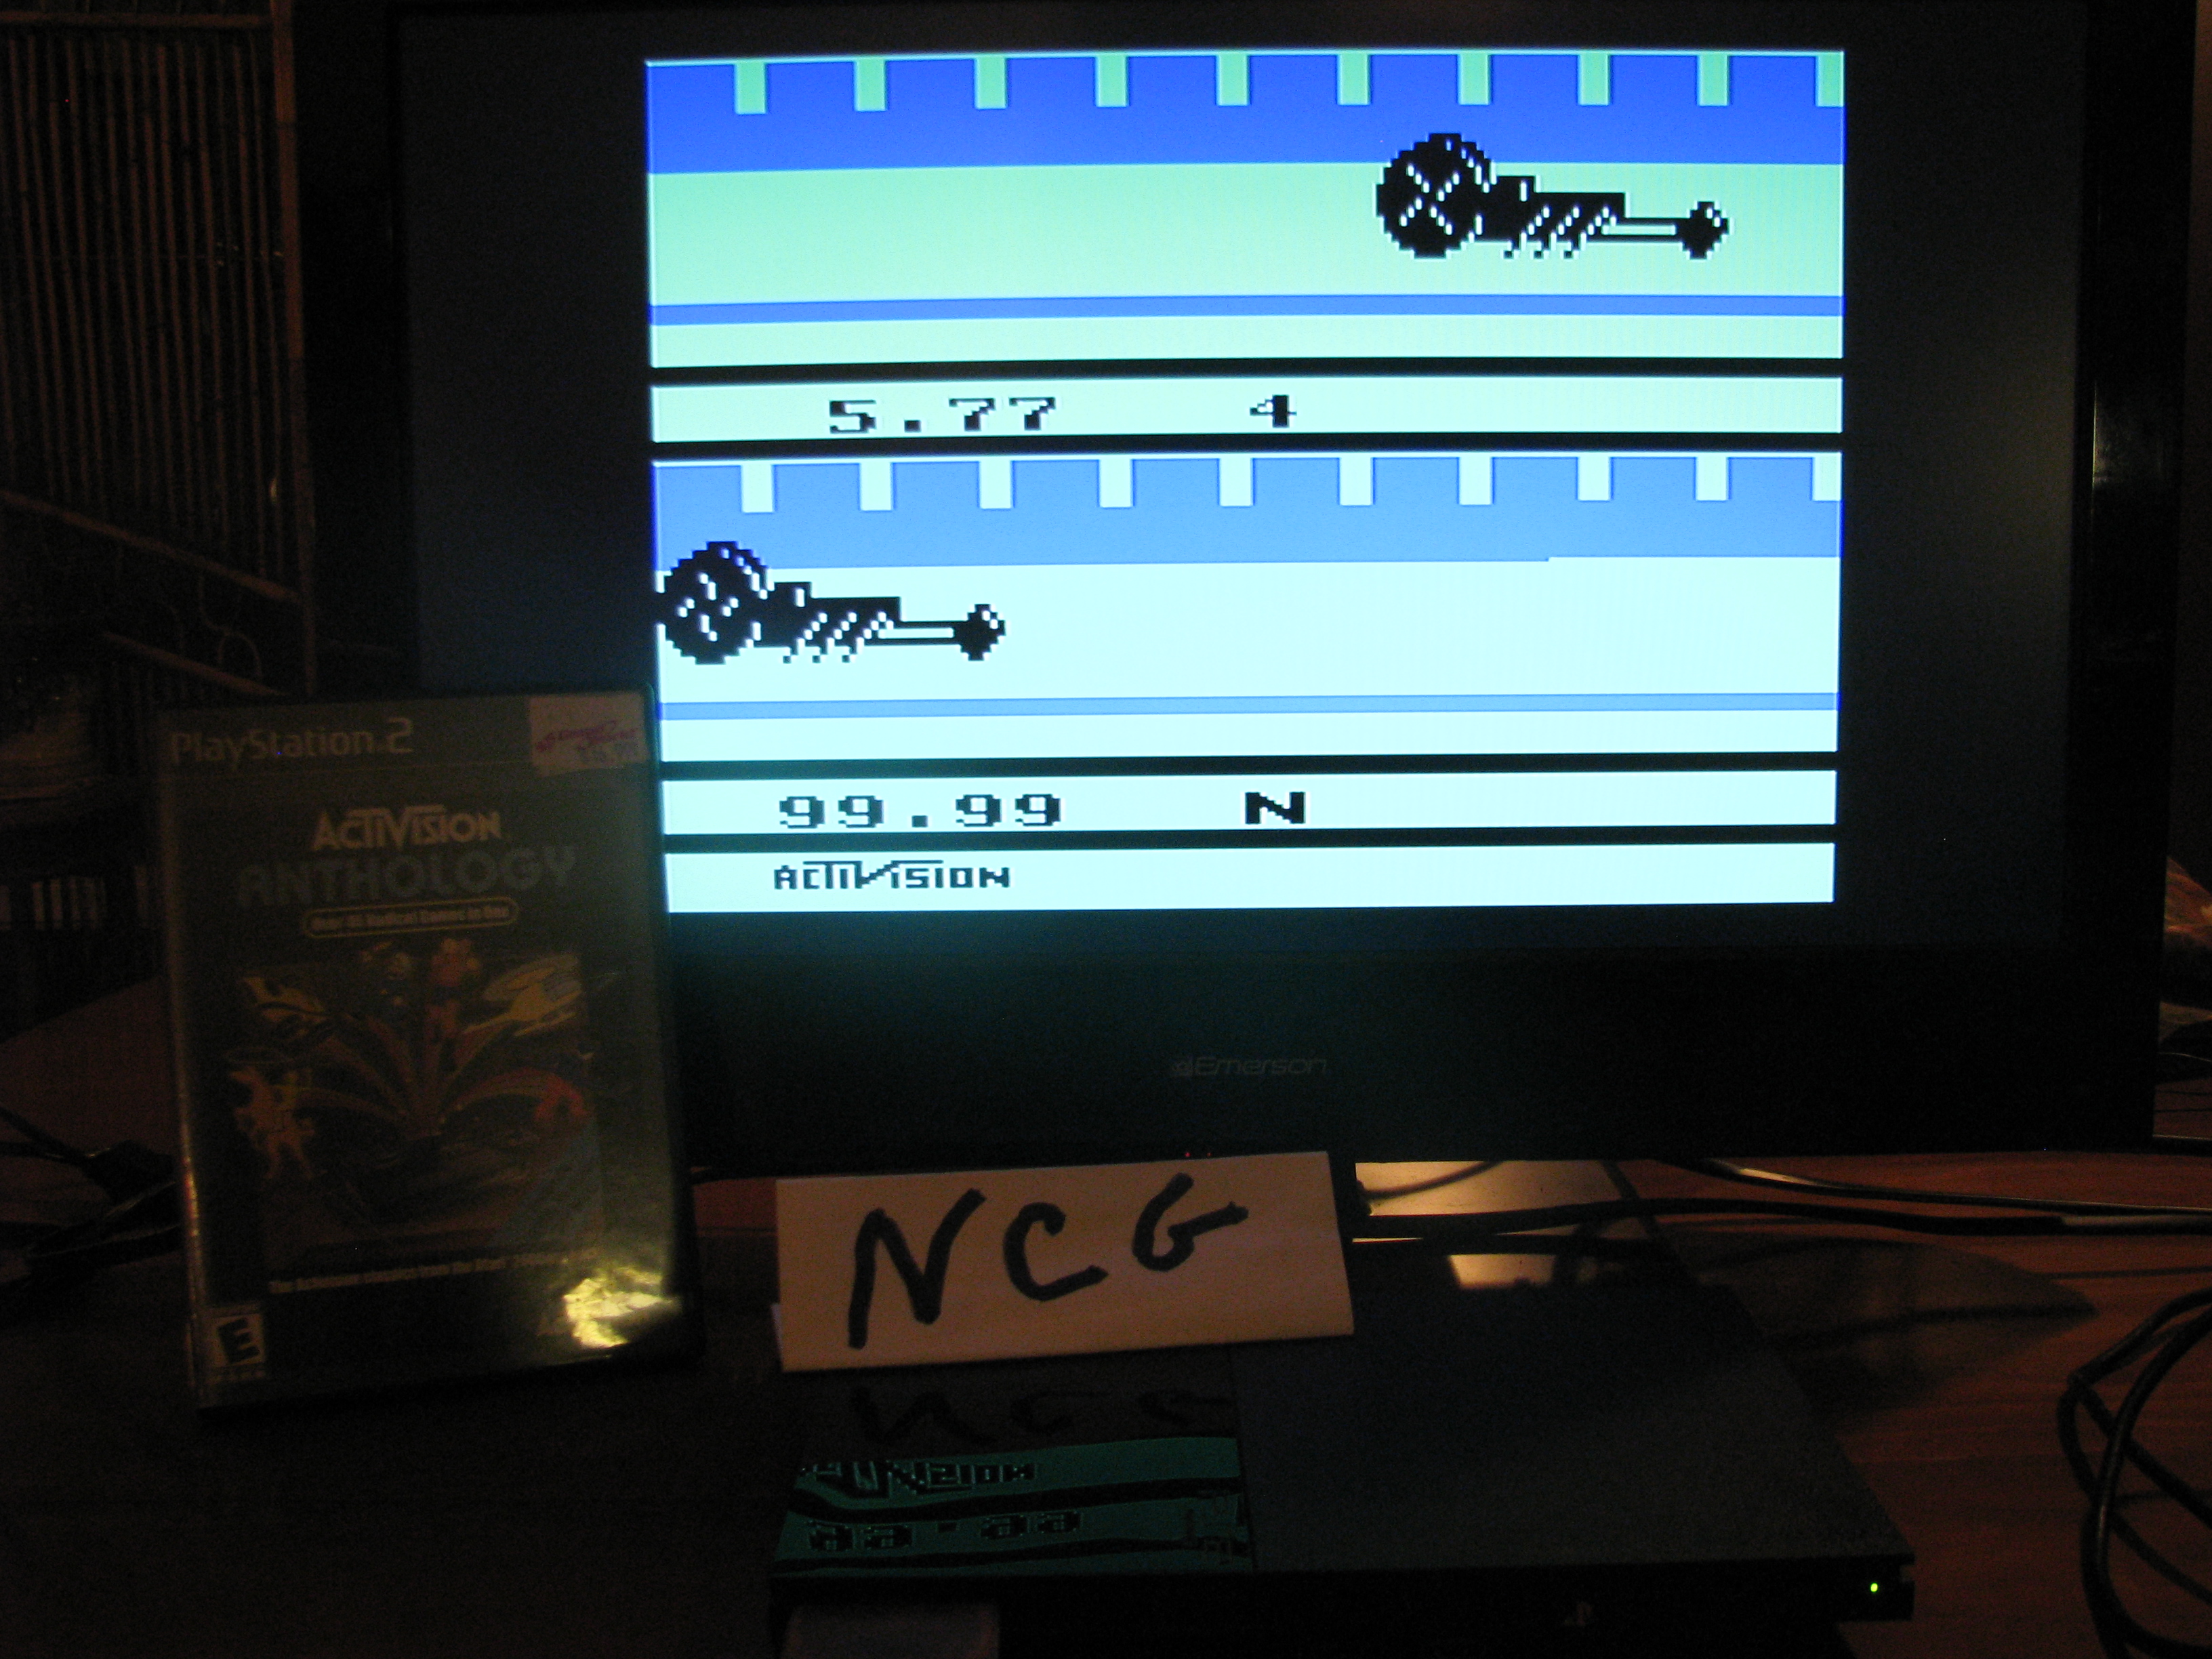 5.77 4
99.99 N
ACTIVISION
PlayStation 2
ACTIVISION
ANTHOLOGY
Emerson
NCG
E